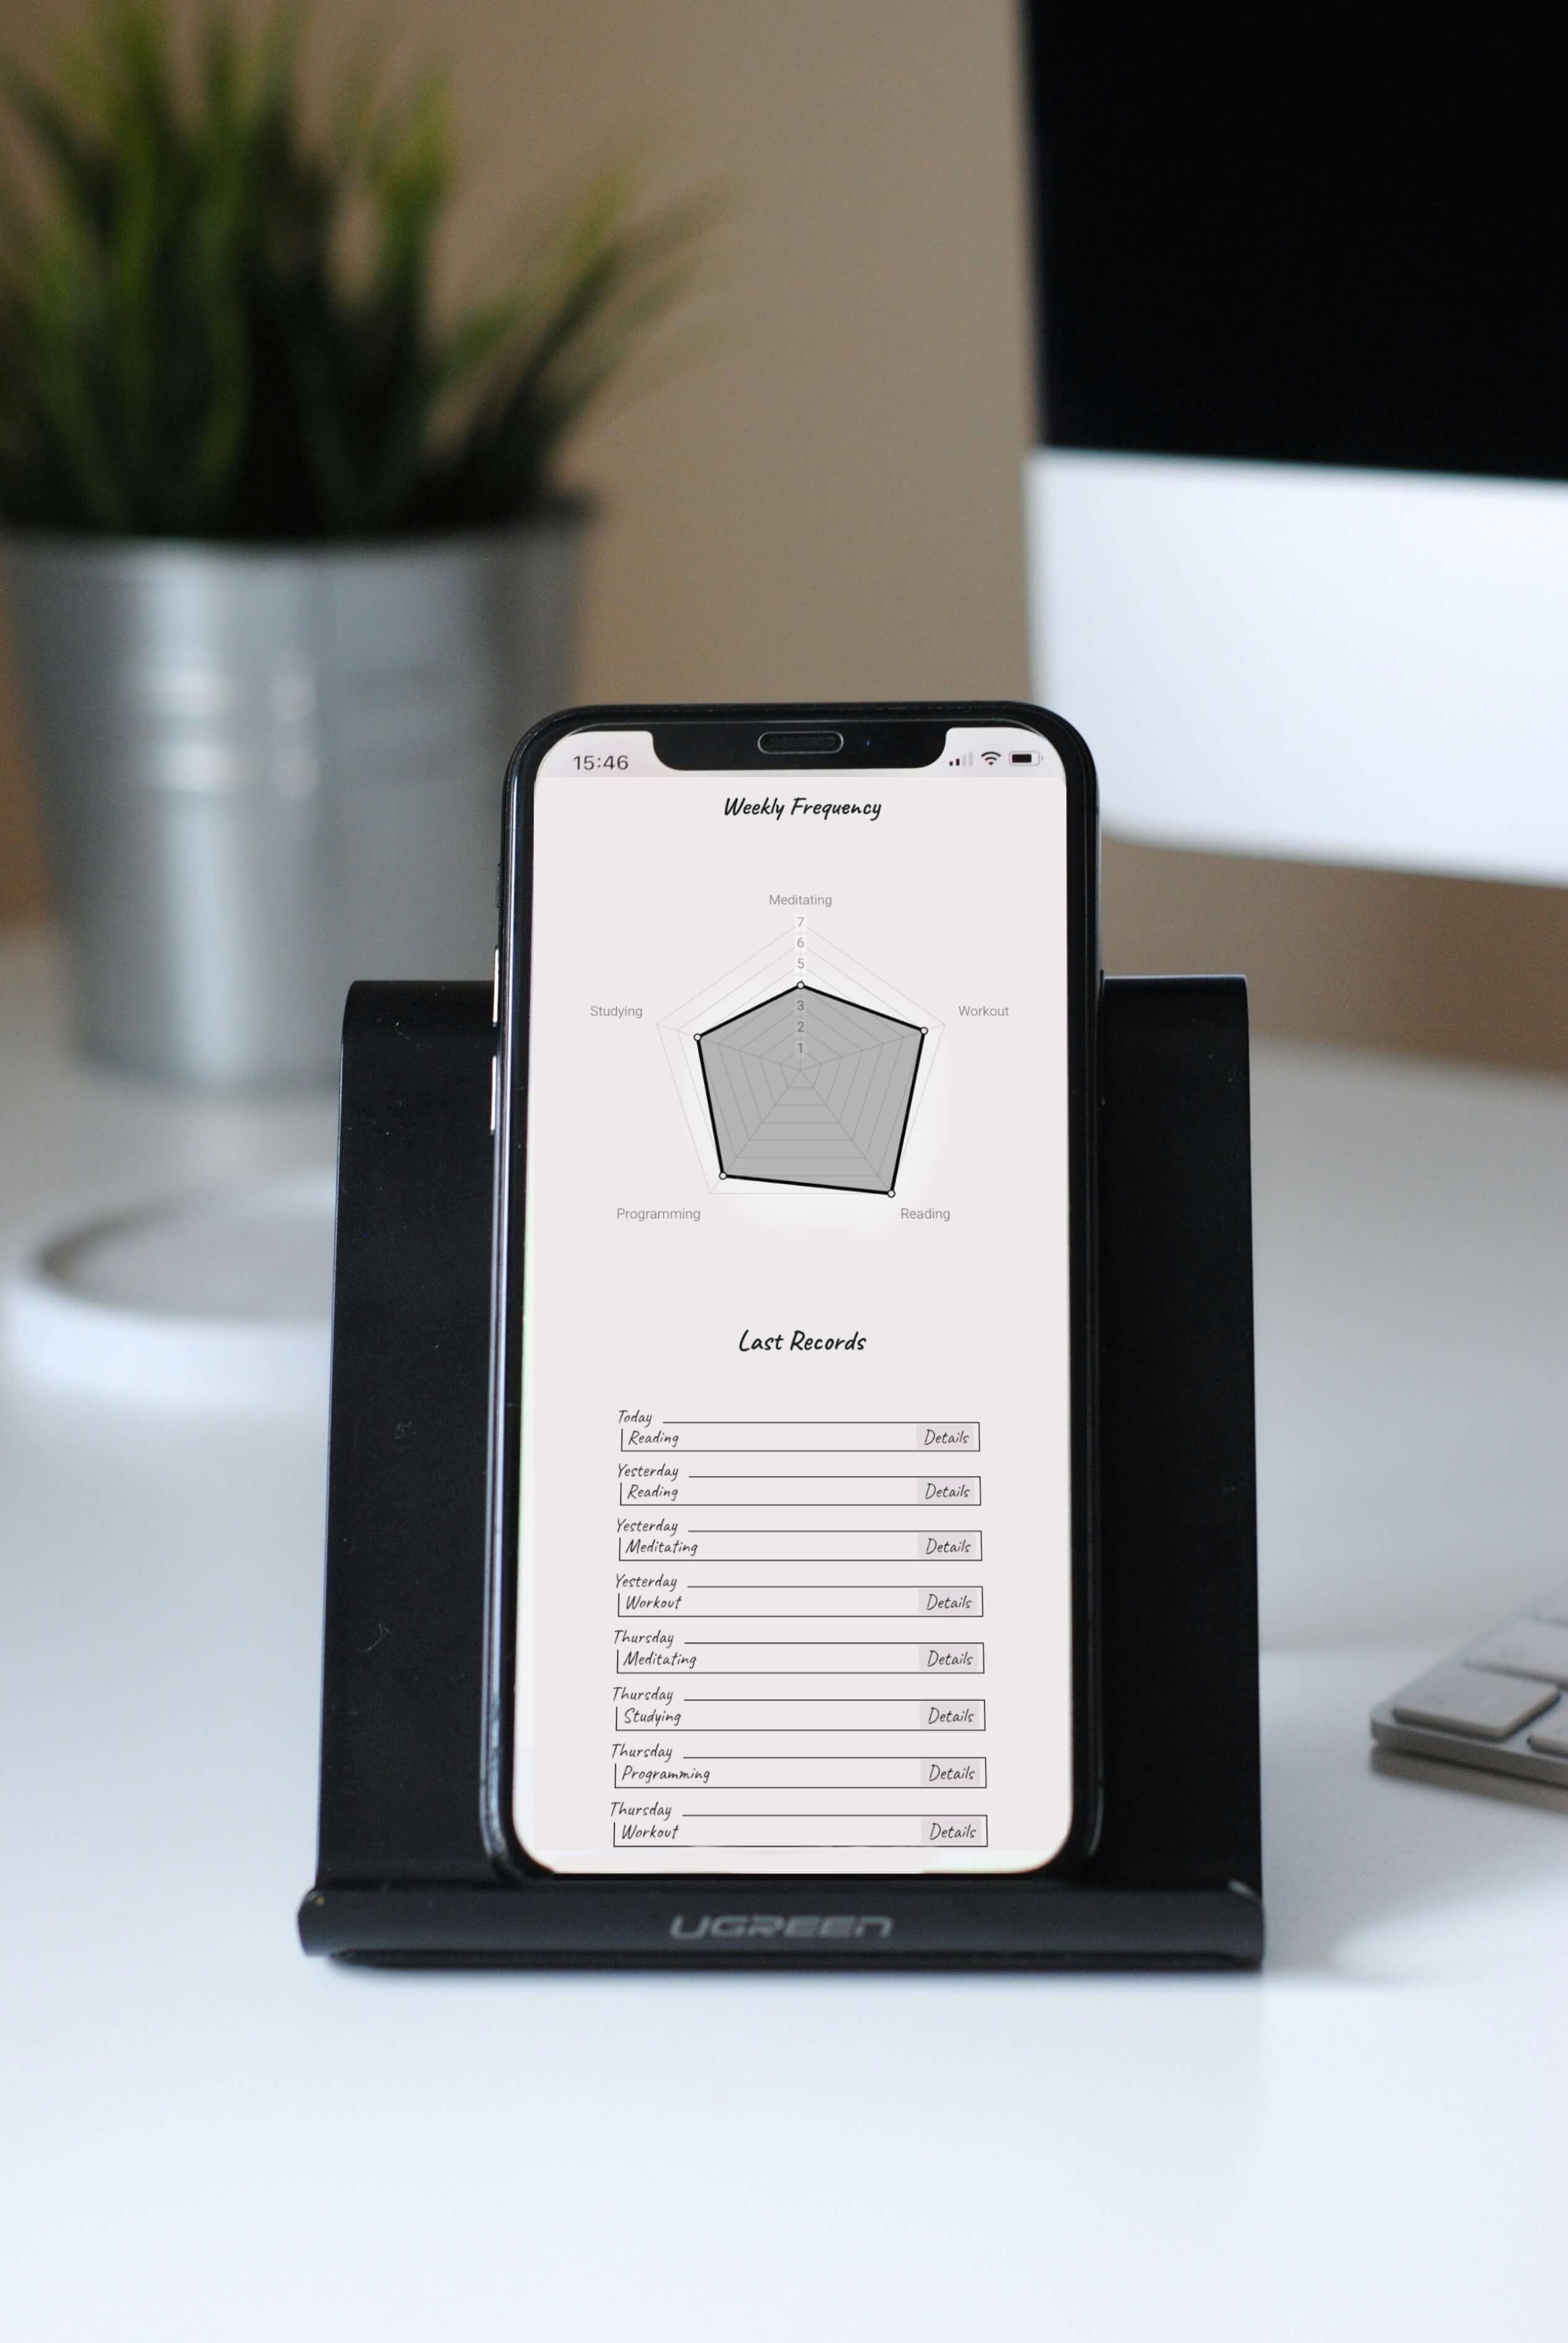 15:46
Weekly Frequency
Meditating
7
6
5
3
2
1
Studying
Workout
Programming
Reading
Last Records
Today
Reading Details
Yesterday
Reading Details
Yesterday
Meditating Details
Yesterday
Workout Details
Thursday
Meditating Details
Thursday
Studying Details
Thursday
Programming Details
Thursday
Workout Details
UGREEN